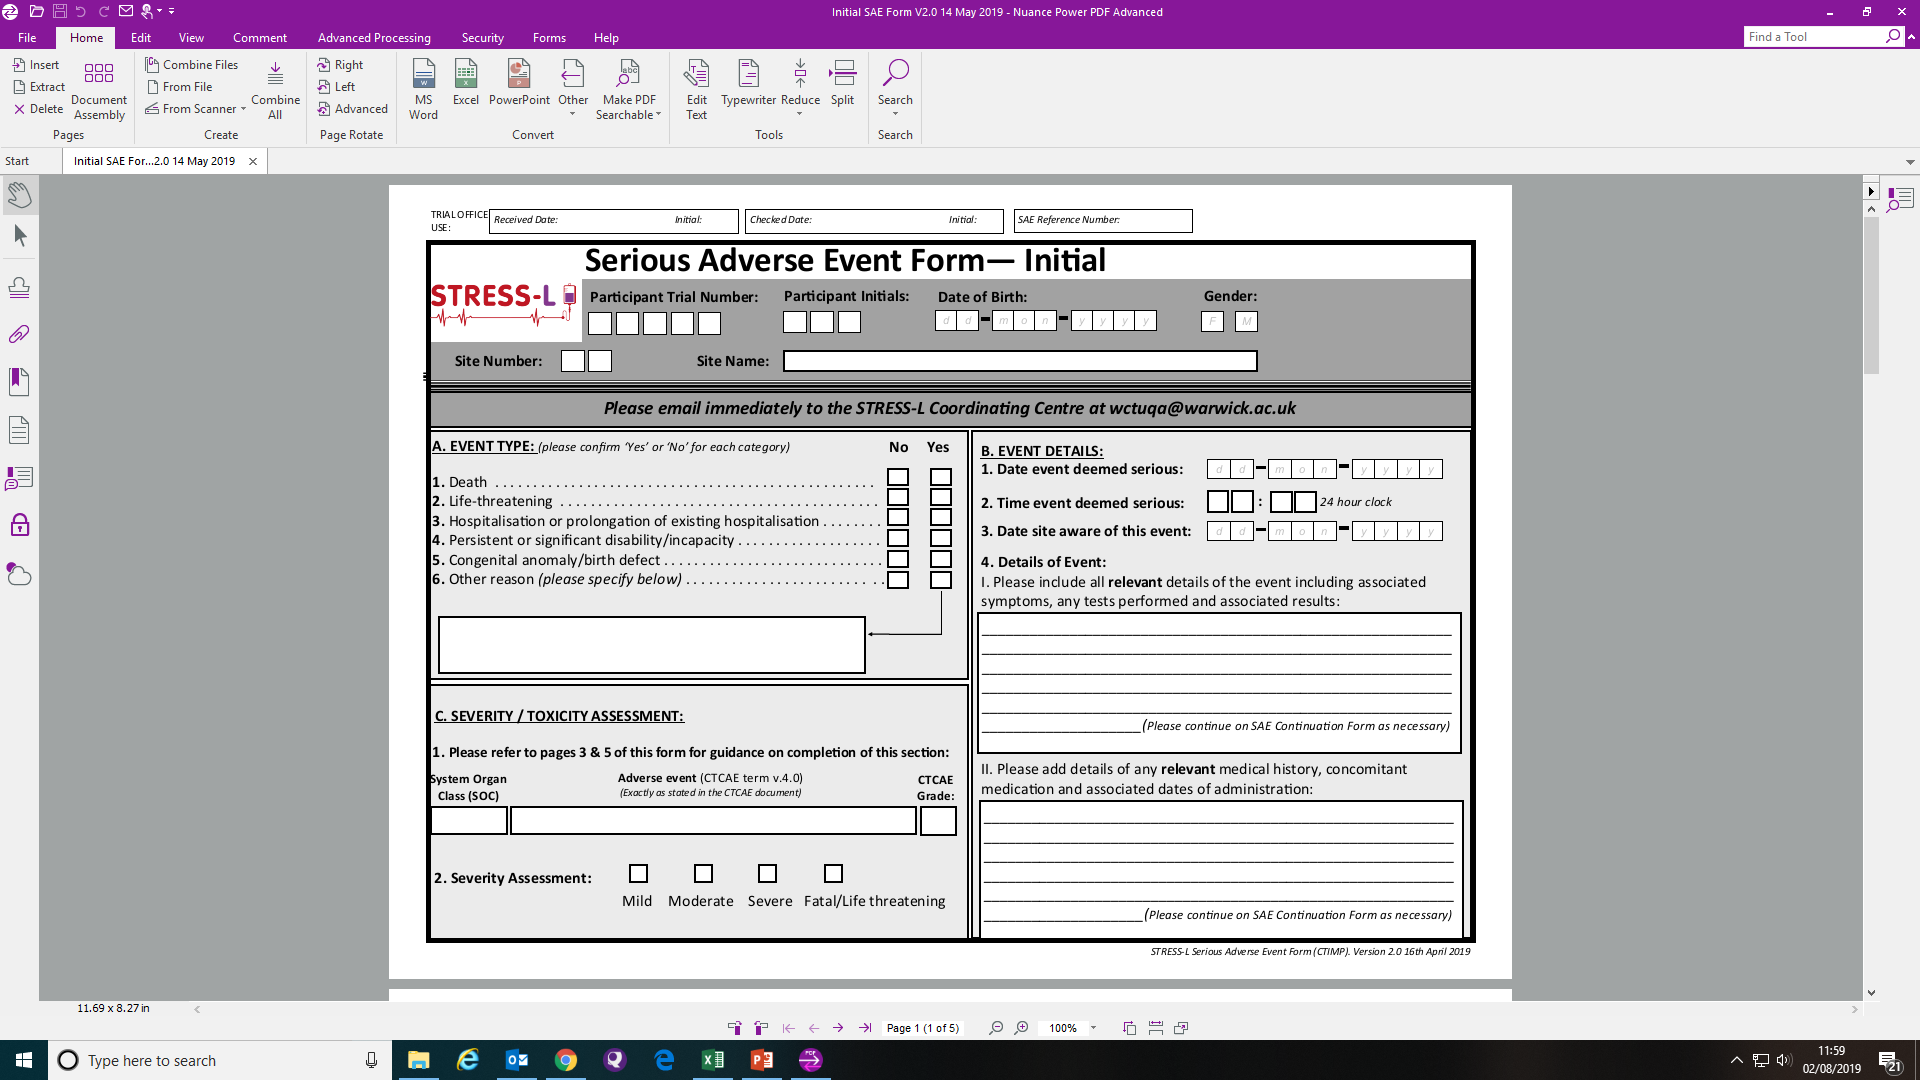 Initial SAE Form V2.0 14 May 2019 - Nuance Power PDF Advanced
File Home Edit View Comment Advanced Processing Security Forms Help
Find a Tool
Insert
Extract
Delete
Document Assembly
Pages
Combine Files
From File
From Scanner
Combine All
Create
Right
Left
Advanced
Page Rotate
MS Word
Excel
PowerPoint
Other
Make PDF Searchable
Convert
Edit Text
Typewriter
Reduce
Split
Tools
Search
Search
Start
Initial SAE For...2.0 14 May 2019
TRIAL OFFICE USE:
Received Date: Initial:
Checked Date: Initial:
SAE Reference Number:
Serious Adverse Event Form— Initial
STRESS-L
Participant Trial Number: Participant Initials: Date of Birth: Gender:
d d m o n y y y y F M
Site Number: Site Name:
Please email immediately to the STRESS-L Coordinating Centre at wctuqa@warwick.ac.uk
A. EVENT TYPE: (please confirm ‘Yes’ or ‘No’ for each category) No Yes
1. Death
2. Life-threatening
3. Hospitalisation or prolongation of existing hospitalisation
4. Persistent or significant disability/incapacity
5. Congenital anomaly/birth defect
6. Other reason (please specify below)
B. EVENT DETAILS:
1. Date event deemed serious: d d m o n y y y y
2. Time event deemed serious: : 24 hour clock
3. Date site aware of this event: d d m o n y y y y
4. Details of Event:
I. Please include all relevant details of the event including associated
symptoms, any tests performed and associated results:
(Please continue on SAE Continuation Form as necessary)
II. Please add details of any relevant medical history, concomitant
medication and associated dates of administration:
(Please continue on SAE Continuation Form as necessary)
C. SEVERITY / TOXICITY ASSESSMENT:
1. Please refer to pages 3 & 5 of this form for guidance on completion of this section:
System Organ Class (SOC)
Adverse event (CTCAE term v.4.0)
(Exactly as stated in the CTCAE document)
CTCAE Grade:
2. Severity Assessment:
Mild Moderate Severe Fatal/Life threatening
STRESS-L Serious Adverse Event Form (CTIMP). Version 2.0 16th April 2019
11.69 x 8.27 in
Page 1 (1 of 5)
100%
Type here to search
11:59
02/08/2019
21